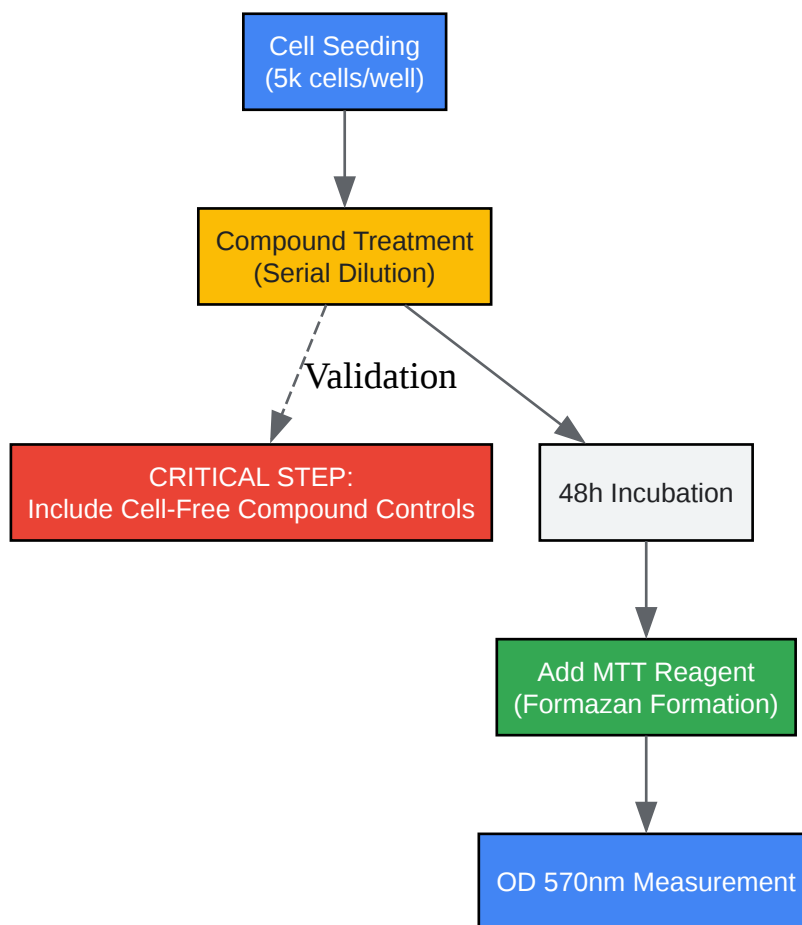 Cell Seeding
(5k cells/well)
Compound Treatment
(Serial Dilution)
Validation
CRITICAL STEP:
Include Cell-Free Compound Controls
48h Incubation
Add MTT Reagent
(Formazan Formation)
OD 570nm Measurement